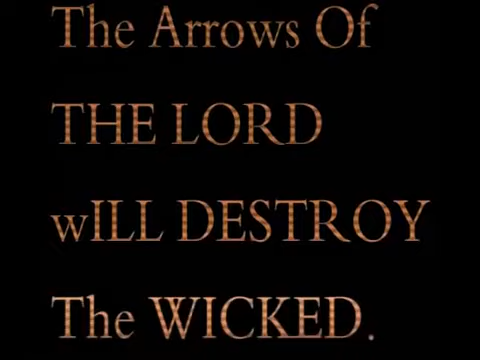 The Arrows Of
THE LORD
wILL DESTROY
The WICKED.